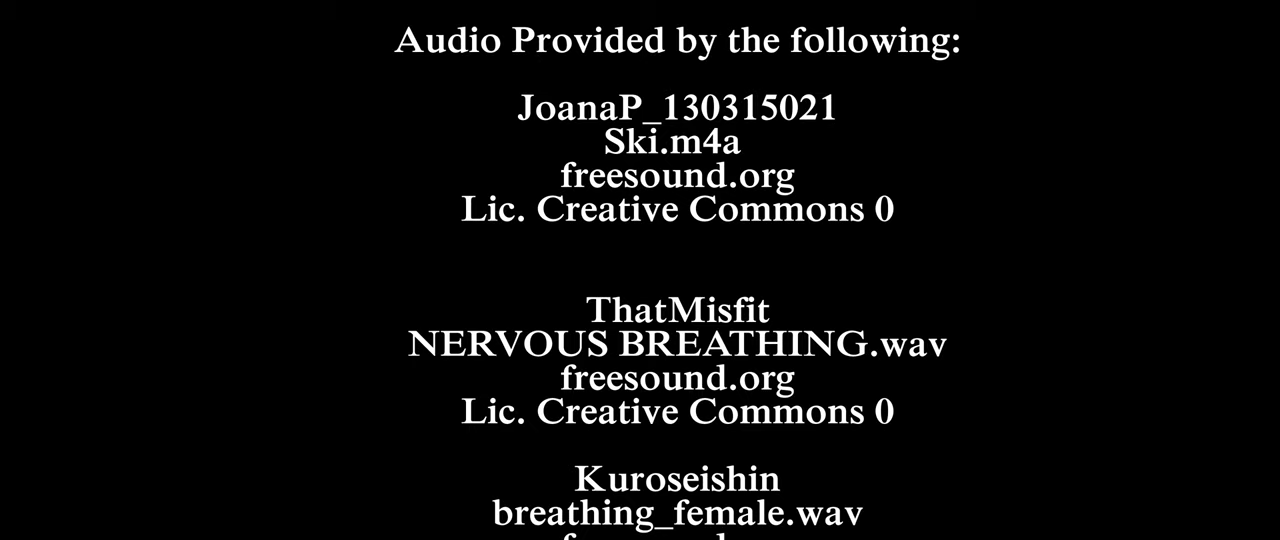 Audio Provided by the following:
JoanaP_130315021
Ski.m4a
freesound.org
Lic. Creative Commons 0
ThatMisfit
NERVOUS BREATHING.wav
freesound.org
Lic. Creative Commons 0
Kuroseishin
breathing_female.wav